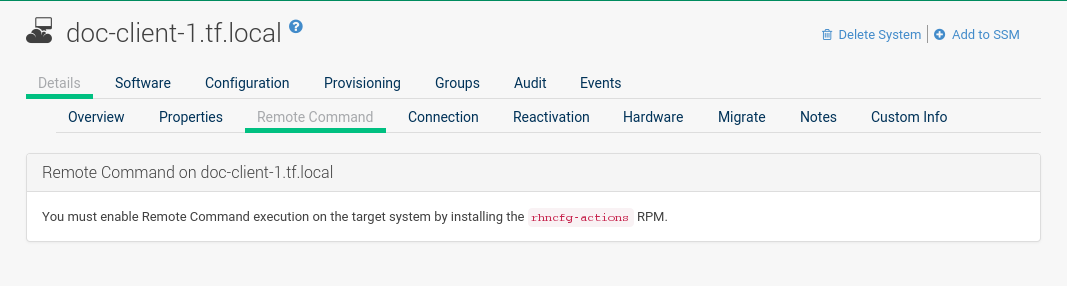 doc-client-1.tf.local ?
Delete System | Add to SSM
Details Software Configuration Provisioning Groups Audit Events
Overview Properties Remote Command Connection Reactivation Hardware Migrate Notes Custom Info
Remote Command on doc-client-1.tf.local
You must enable Remote Command execution on the target system by installing the rhncfg-actions RPM.